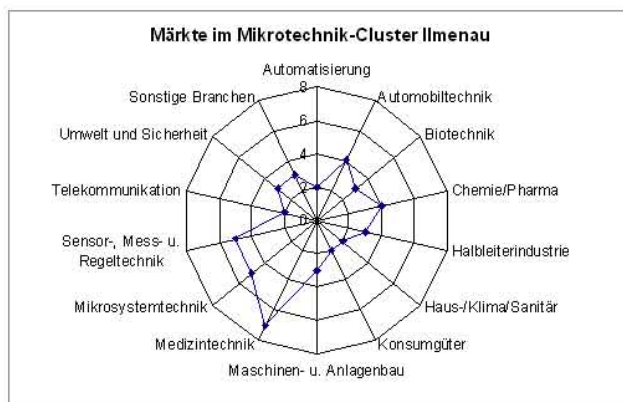 Märkte im Mikrotechnik-Cluster Ilmenau
Automatisierung
8
Sonstige Branchen
Automobiltechnik
6
Umwelt und Sicherheit
Biotechnik
4
Telekommunikation
2
Chemie/Pharma
0
Sensor-, Mess- u.
Regeltechnik
Halbleiterindustrie
Mikrosystemtechnik
Haus-/Klima/Sanitär
Medizintechnik
Konsumgüter
Maschinen- u. Anlagenbau